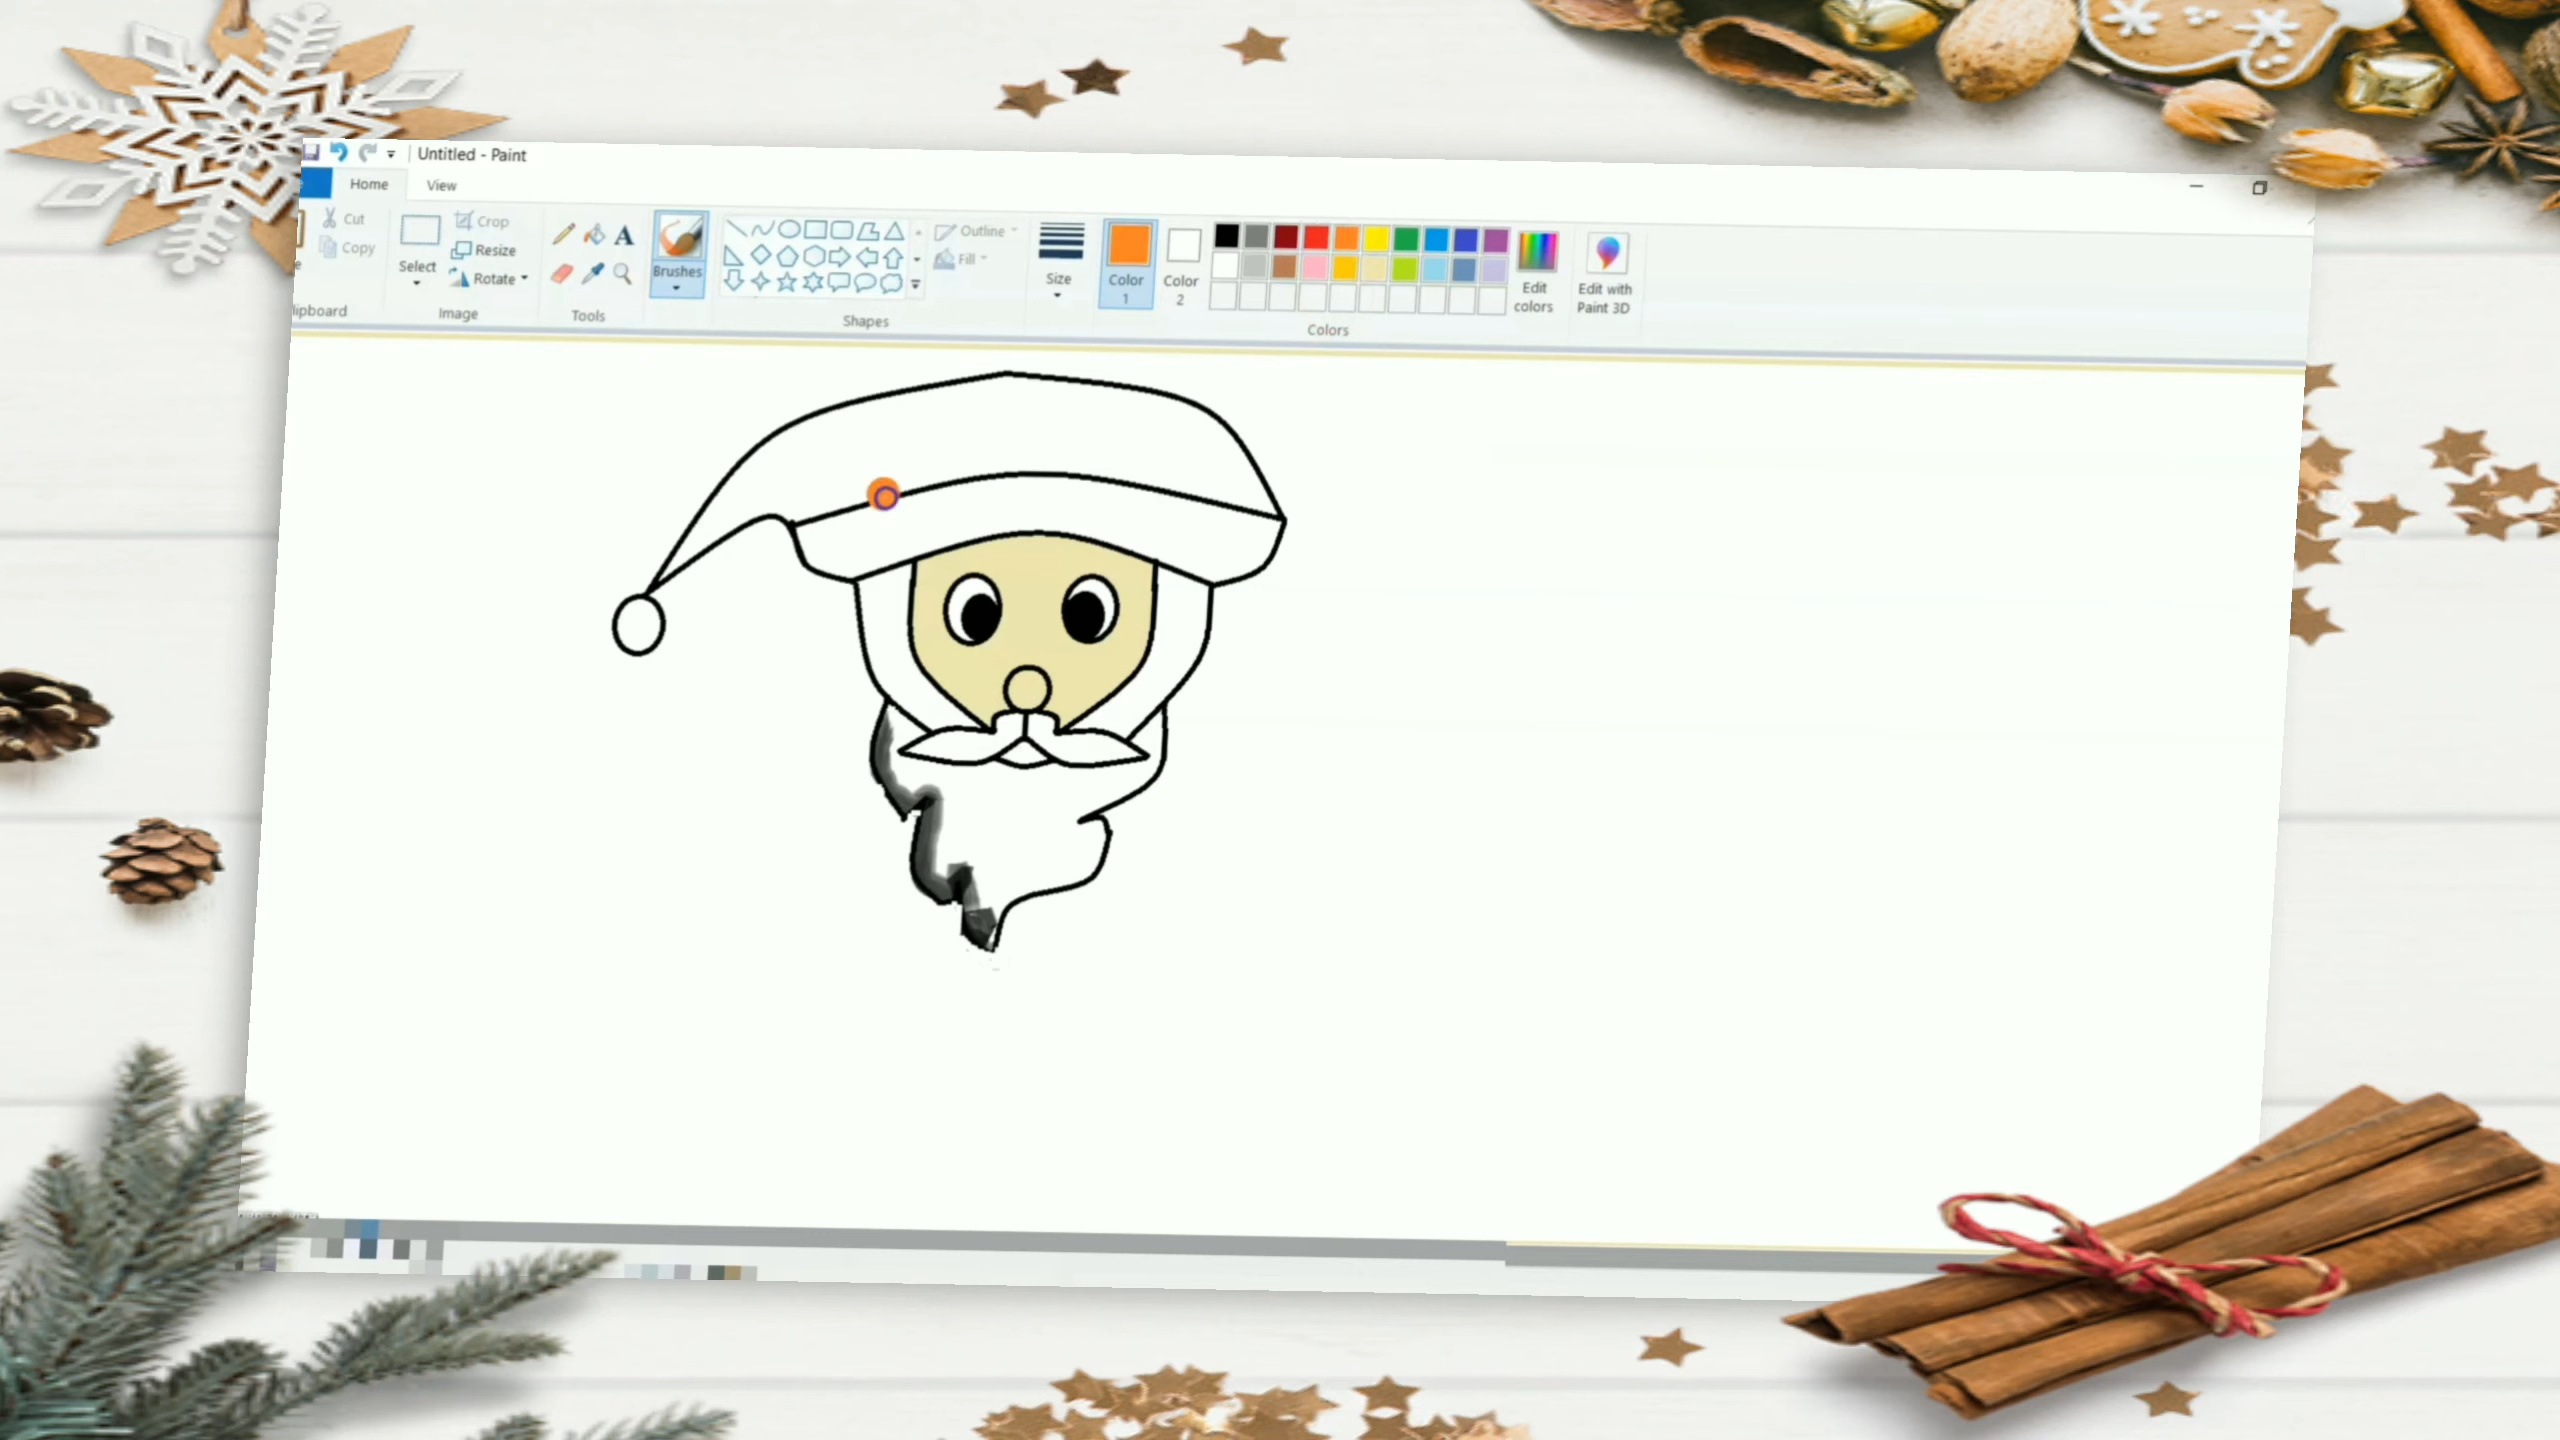 Untitled - Paint
Home View
Cut
Copy
lipboard
Select
Crop
Resize
Rotate
Image
Tools
Brushes
Shapes
Outline
Fill
Size
Color 1
Color 2
Colors
Edit colors
Edit with Paint 3D